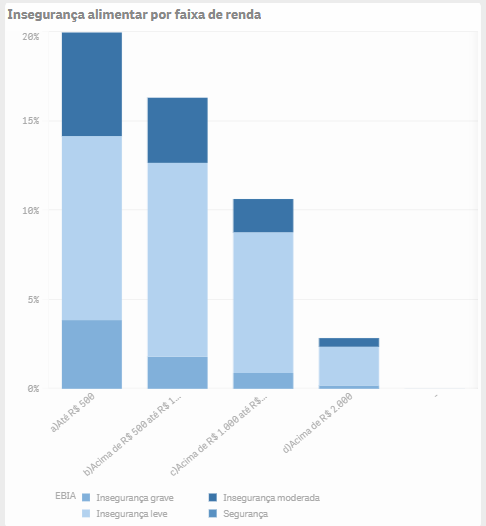 Insegurança alimentar por faixa de renda
20%
15%
10%
5%
0%
a)Até R$ 500
b)Acima de R$ 500 até R$ 1...
c)Acima de R$ 1.000 até R$...
d)Acima de R$ 2.000
-
EBIA
Insegurança grave
Insegurança moderada
Insegurança leve
Segurança